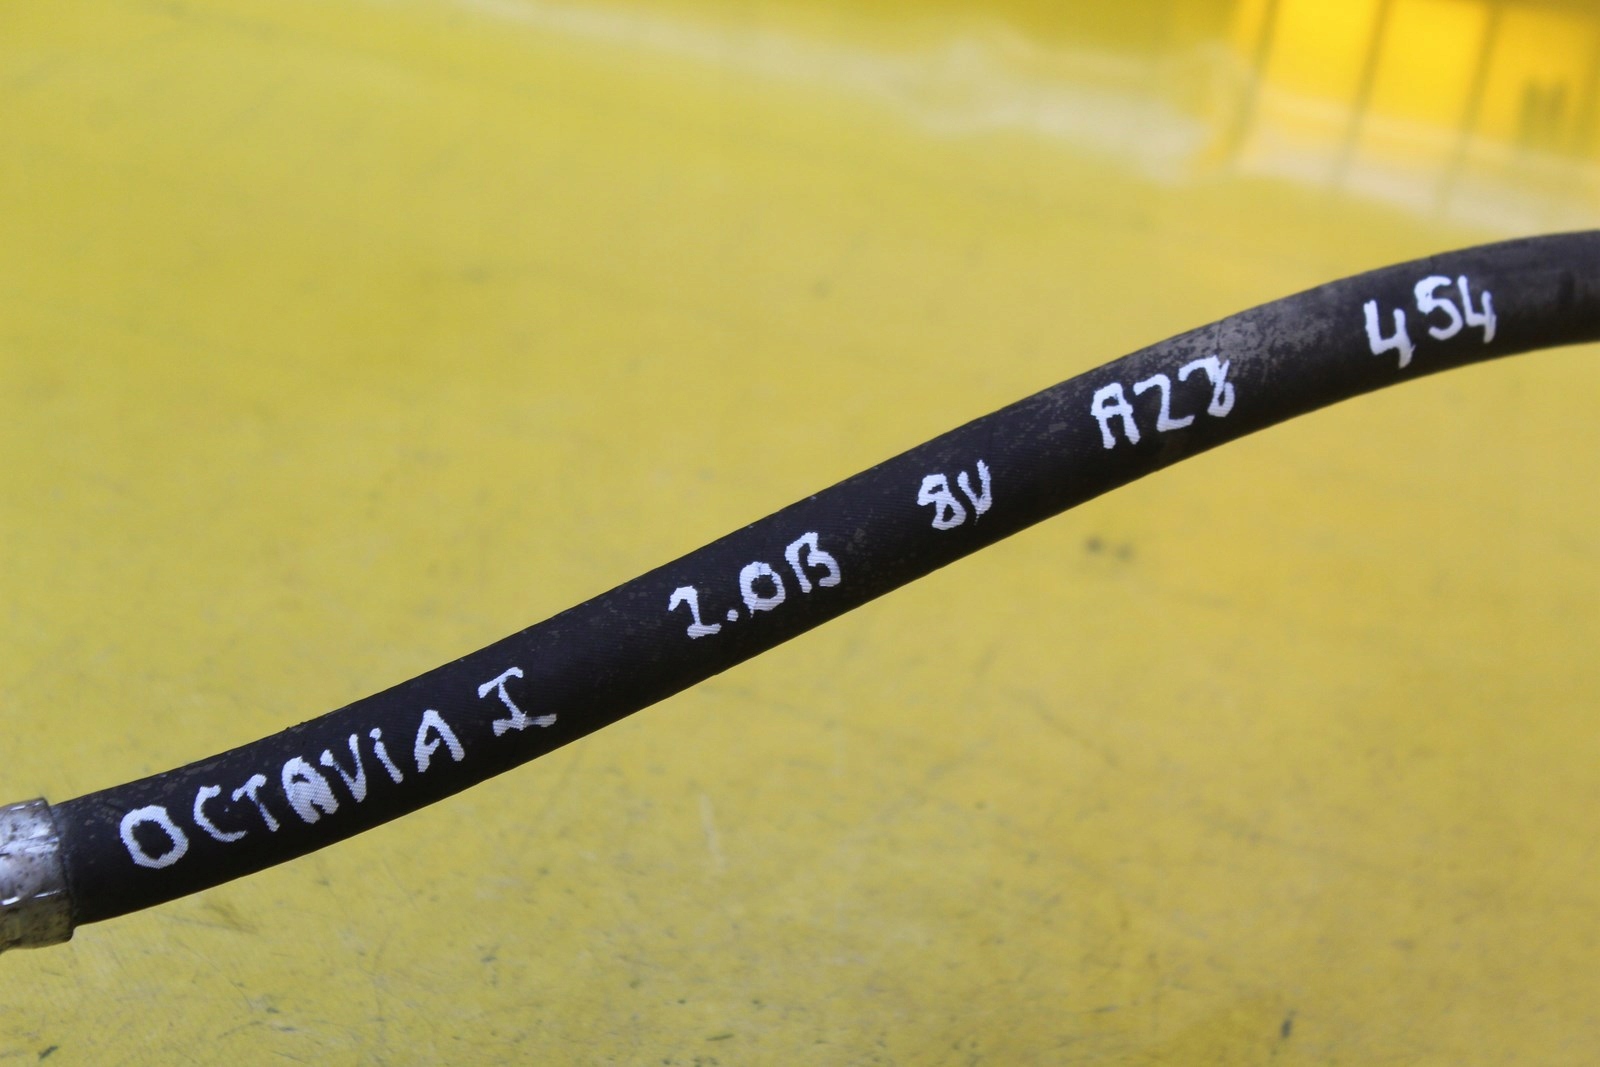 OCTAVIA I 2.0B 8V AZJ 454